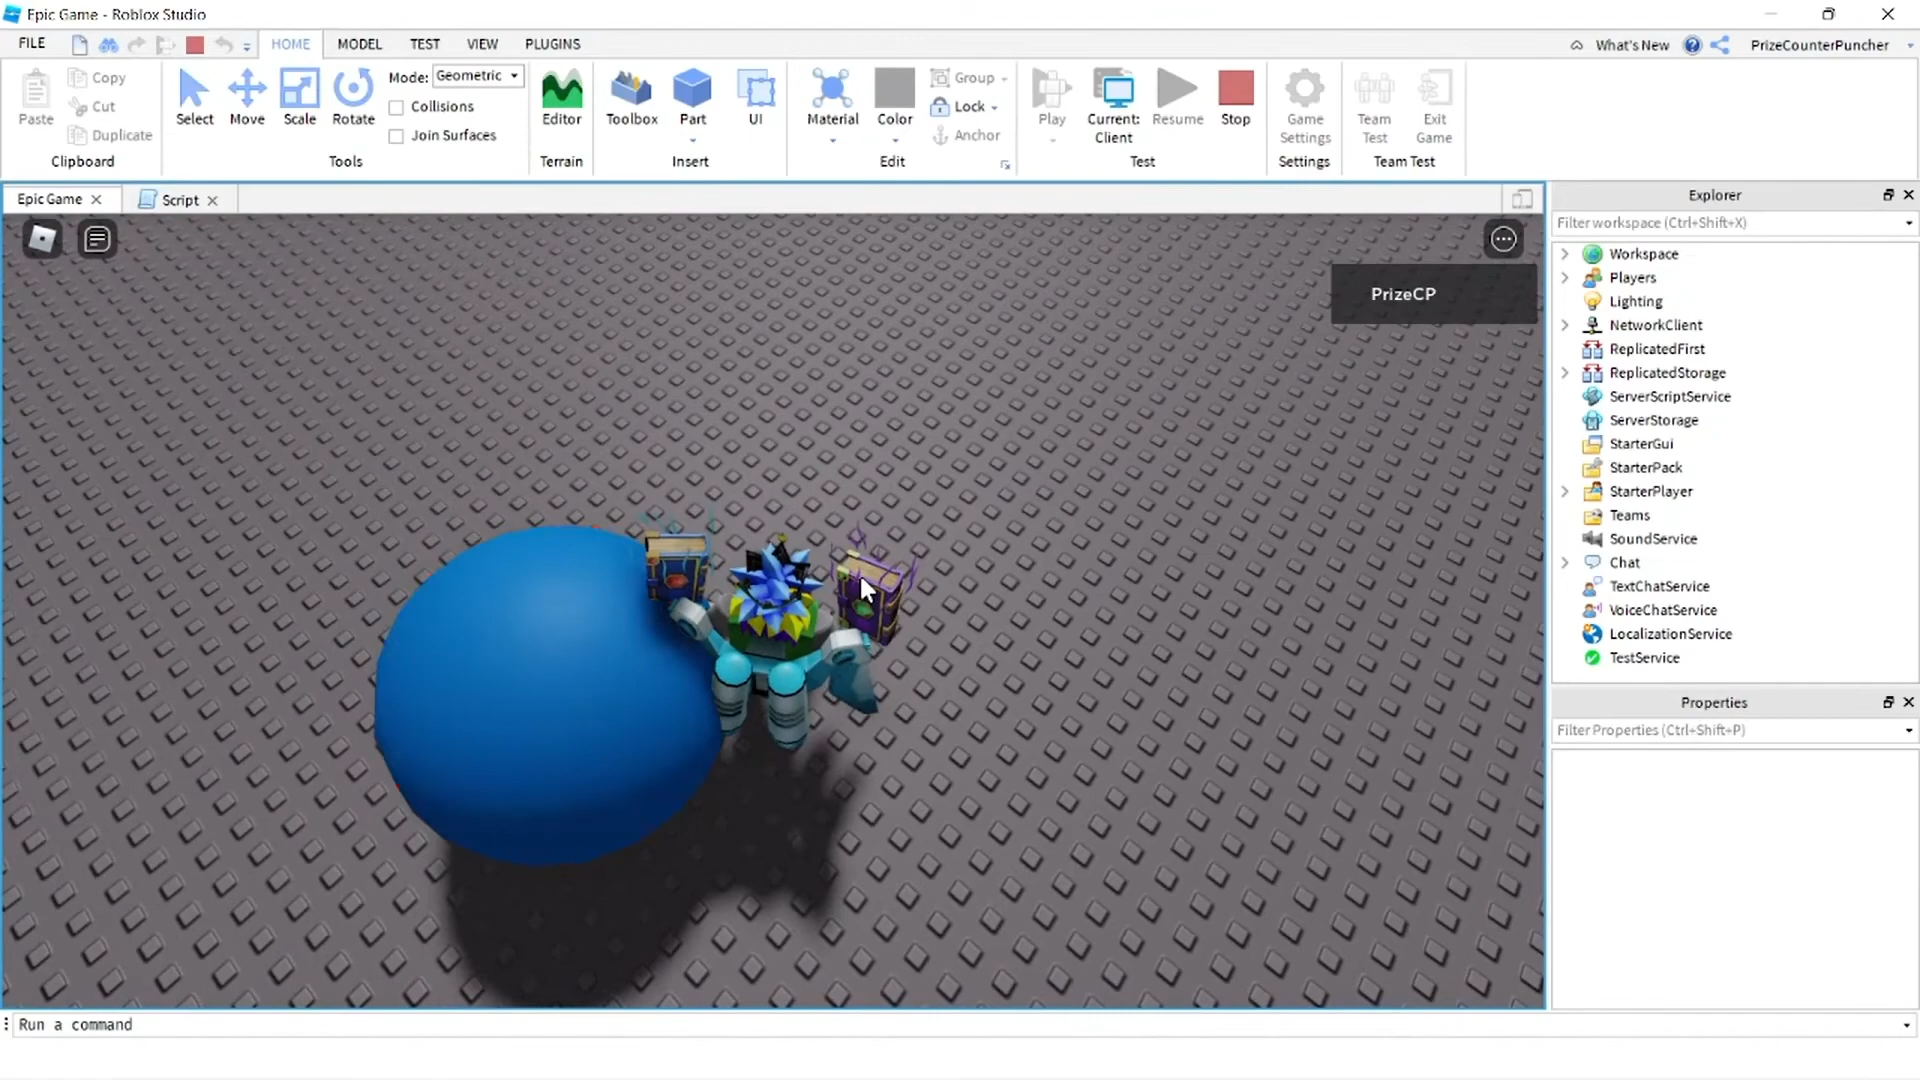 Epic Game - Roblox Studio
FILE HOME MODEL TEST VIEW PLUGINS What's New PrizeCounterPuncher
Paste Copy Cut Duplicate
Clipboard
Select Move Scale Rotate
Mode: Geometric
Collisions
Join Surfaces
Tools
Editor
Terrain
Toolbox Part UI
Insert
Material Color
Group
Lock
Anchor
Edit
Play Current: Client Resume Stop
Test
Game Settings
Settings
Team Test Exit Game
Team Test
Epic Game Script
PrizeCP
Explorer
Filter workspace (Ctrl+Shift+X)
Workspace
Players
Lighting
NetworkClient
ReplicatedFirst
ReplicatedStorage
ServerScriptService
ServerStorage
StarterGui
StarterPack
StarterPlayer
Teams
SoundService
Chat
TextChatService
VoiceChatService
LocalizationService
TestService
Properties
Filter Properties (Ctrl+Shift+P)
Run a command